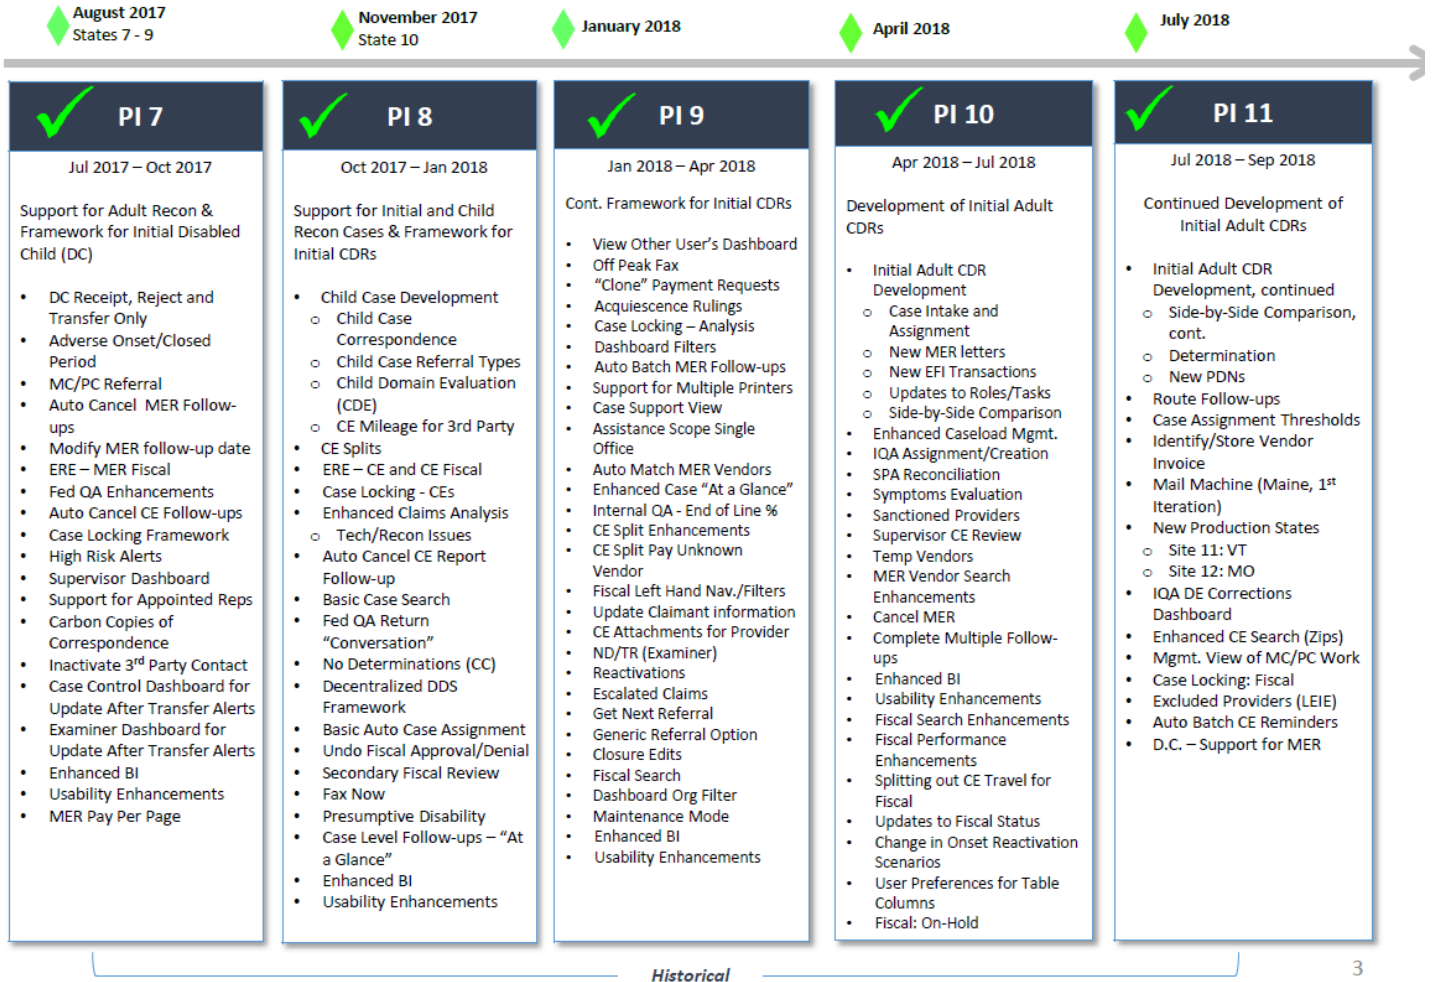 August 2017
States 7 - 9
November 2017
State 10
January 2018
April 2018
July 2018
PI 7
Jul 2017 – Oct 2017
Support for Adult Recon &
Framework for Initial Disabled
Child (DC)
• DC Receipt, Reject and
Transfer Only
• Adverse Onset/Closed
Period
• MC/PC Referral
• Auto Cancel MER Follow-
ups
• Modify MER follow-up date
• ERE – MER Fiscal
• Fed QA Enhancements
• Auto Cancel CE Follow-ups
• Case Locking Framework
• High Risk Alerts
• Supervisor Dashboard
• Support for Appointed Reps
• Carbon Copies of
Correspondence
• Inactivate 3rd Party Contact
• Case Control Dashboard for
Update After Transfer Alerts
• Examiner Dashboard for
Update After Transfer Alerts
• Enhanced BI
• Usability Enhancements
• MER Pay Per Page
PI 8
Oct 2017 – Jan 2018
Support for Initial and Child
Recon Cases & Framework for
Initial CDRs
• Child Case Development
o Child Case
Correspondence
o Child Case Referral Types
o Child Domain Evaluation
(CDE)
o CE Mileage for 3rd Party
• CE Splits
• ERE – CE and CE Fiscal
• Case Locking - CEs
• Enhanced Claims Analysis
o Tech/Recon Issues
• Auto Cancel CE Report
Follow-up
• Basic Case Search
• Fed QA Return
"Conversation"
• No Determinations (CC)
• Decentralized DDS
Framework
• Basic Auto Case Assignment
• Undo Fiscal Approval/Denial
• Secondary Fiscal Review
• Fax Now
• Presumptive Disability
• Case Level Follow-ups – "At
a Glance"
• Enhanced BI
• Usability Enhancements
PI 9
Jan 2018 – Apr 2018
Cont. Framework for Initial CDRs
• View Other User's Dashboard
• Off Peak Fax
• "Clone" Payment Requests
• Acquiescence Rulings
• Case Locking – Analysis
• Dashboard Filters
• Auto Batch MER Follow-ups
• Support for Multiple Printers
• Case Support View
• Assistance Scope Single
Office
• Auto Match MER Vendors
• Enhanced Case "At a Glance"
• Internal QA - End of Line %
• CE Split Enhancements
• CE Split Pay Unknown
Vendor
• Fiscal Left Hand Nav./Filters
• Update Claimant information
• CE Attachments for Provider
• ND/TR (Examiner)
• Reactivations
• Escalated Claims
• Get Next Referral
• Generic Referral Option
• Closure Edits
• Fiscal Search
• Dashboard Org Filter
• Maintenance Mode
• Enhanced BI
• Usability Enhancements
PI 10
Apr 2018 – Jul 2018
Development of Initial Adult
CDRs
• Initial Adult CDR
Development
o Case Intake and
Assignment
o New MER letters
o New EFI Transactions
o Updates to Roles/Tasks
o Side-by-Side Comparison
• Enhanced Caseload Mgmt.
• IQA Assignment/Creation
• SPA Reconciliation
• Symptoms Evaluation
• Sanctioned Providers
• Supervisor CE Review
• Temp Vendors
• MER Vendor Search
Enhancements
• Cancel MER
• Complete Multiple Follow-
ups
• Enhanced BI
• Usability Enhancements
• Fiscal Search Enhancements
• Fiscal Performance
Enhancements
• Splitting out CE Travel for
Fiscal
• Updates to Fiscal Status
• Change in Onset Reactivation
Scenarios
• User Preferences for Table
Columns
• Fiscal: On-Hold
PI 11
Jul 2018 – Sep 2018
Continued Development of
Initial Adult CDRs
• Initial Adult CDR
Development, continued
o Side-by-Side Comparison,
cont.
o Determination
o New PDNs
• Route Follow-ups
• Case Assignment Thresholds
• Identify/Store Vendor
Invoice
• Mail Machine (Maine, 1st
Iteration)
• New Production States
o Site 11: VT
o Site 12: MO
• IQA DE Corrections
Dashboard
• Enhanced CE Search (Zips)
• Mgmt. View of MC/PC Work
• Case Locking: Fiscal
• Excluded Providers (LEIE)
• Auto Batch CE Reminders
• D.C. – Support for MER
Historical
3